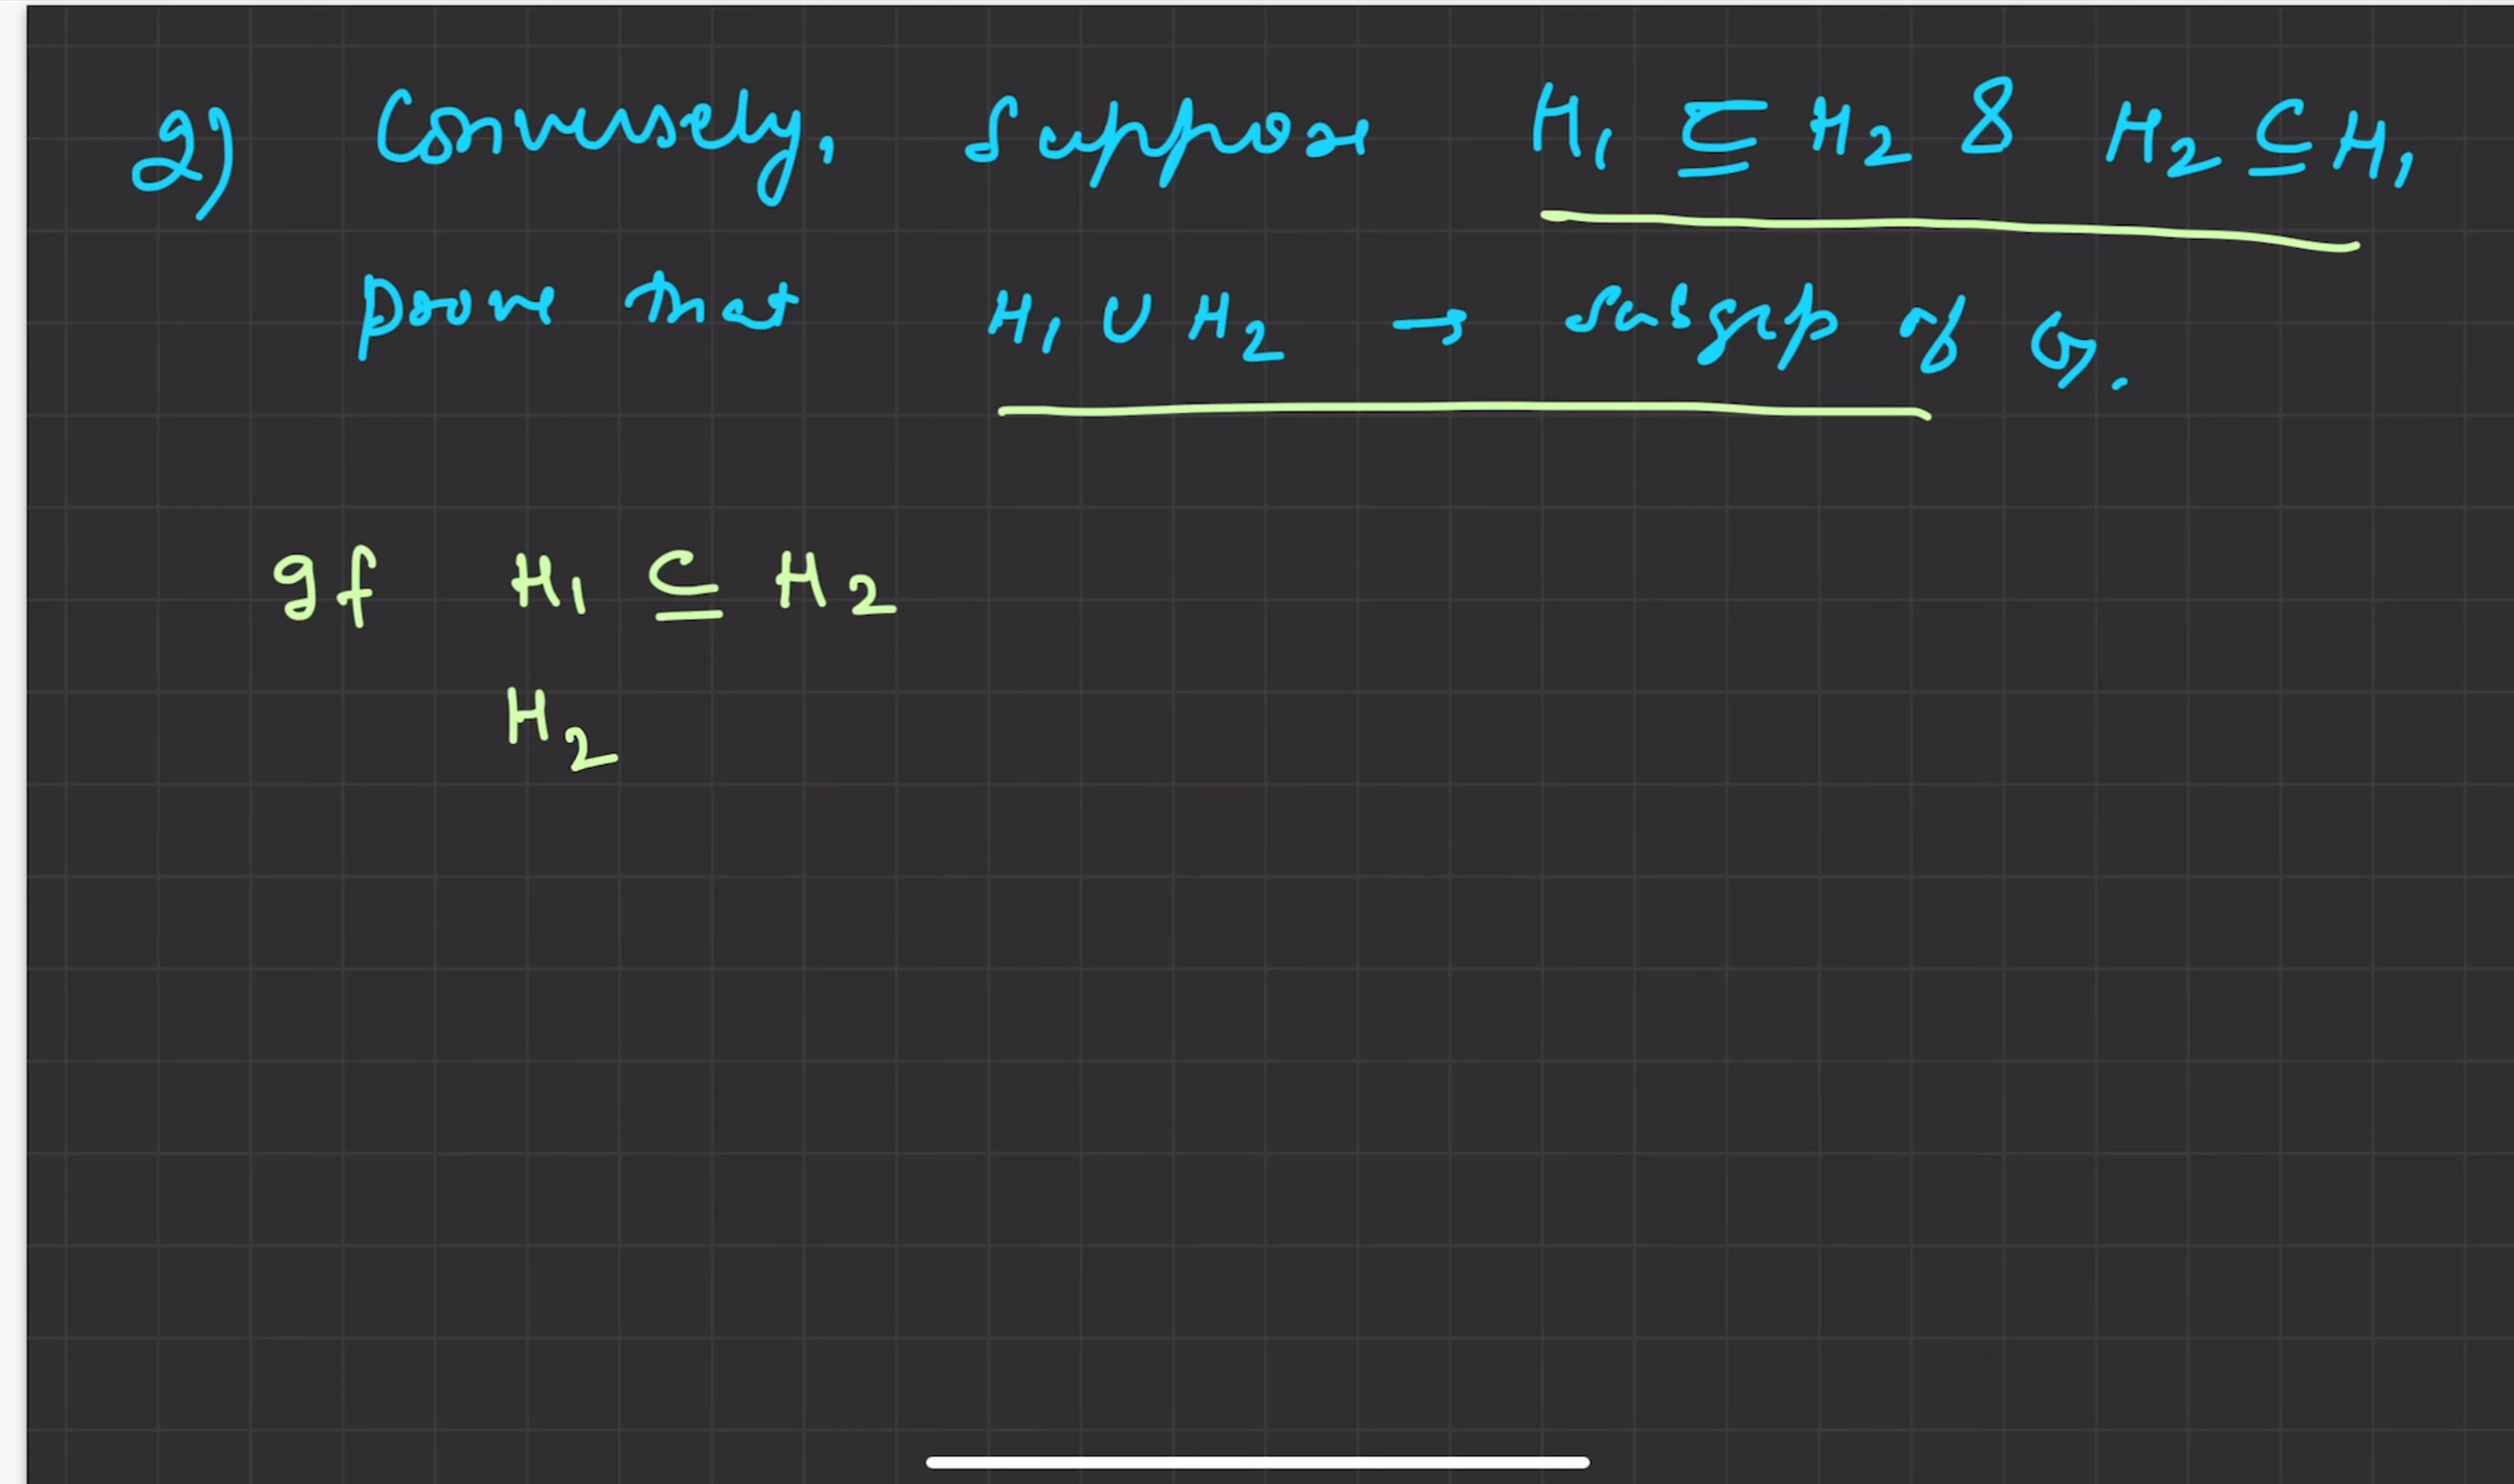 2) Conversely, Suppose H₁ ⊆ H₂ & H₂ ⊆ H₁
prove that H₁ ∪ H₂ → subgrp of G.
If H₁ ⊆ H₂
H₂